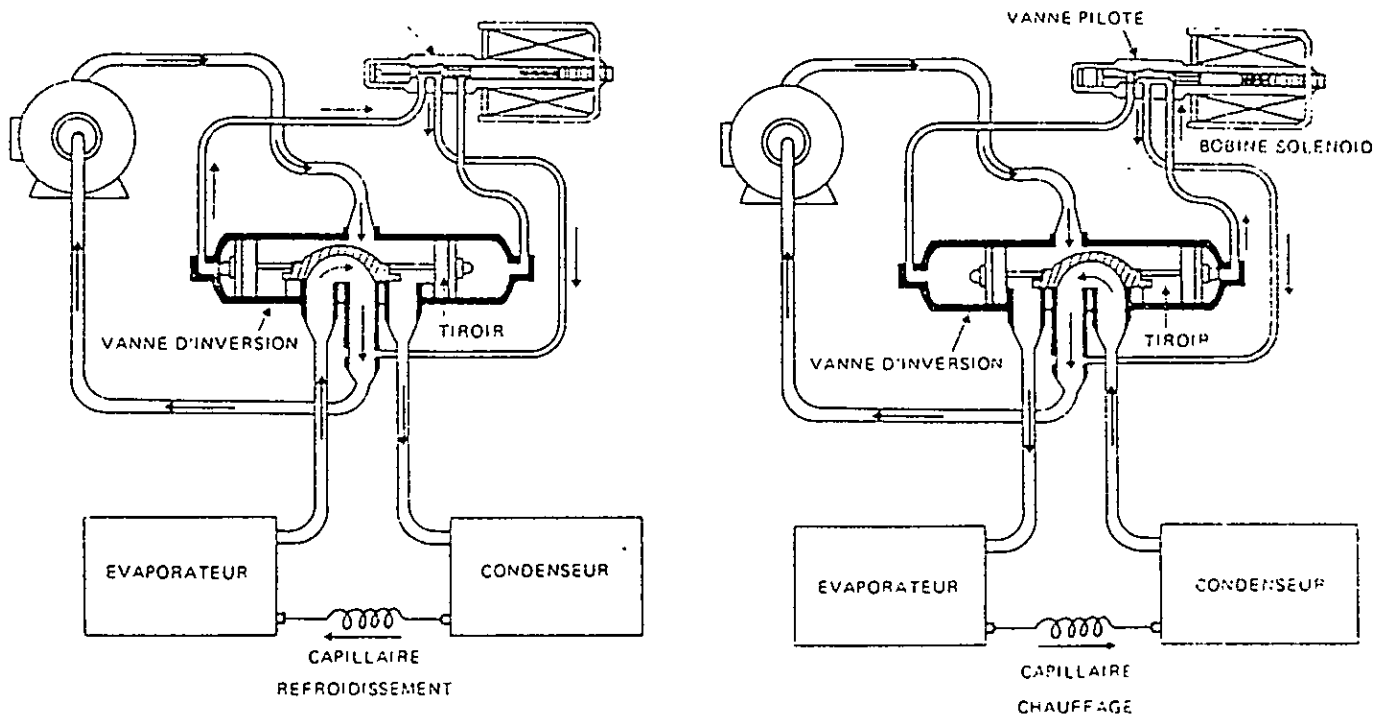 VANNE D'INVERSION
TIROIR
EVAPORATEUR
CONDENSEUR
CAPILLAIRE
REFROIDISSEMENT
VANNE PILOTE
BOBINE SOLENOID
VANNE D'INVERSION
TIROIR
EVAPORATEUR
CONDENSEUR
CAPILLAIRE
CHAUFFAGE